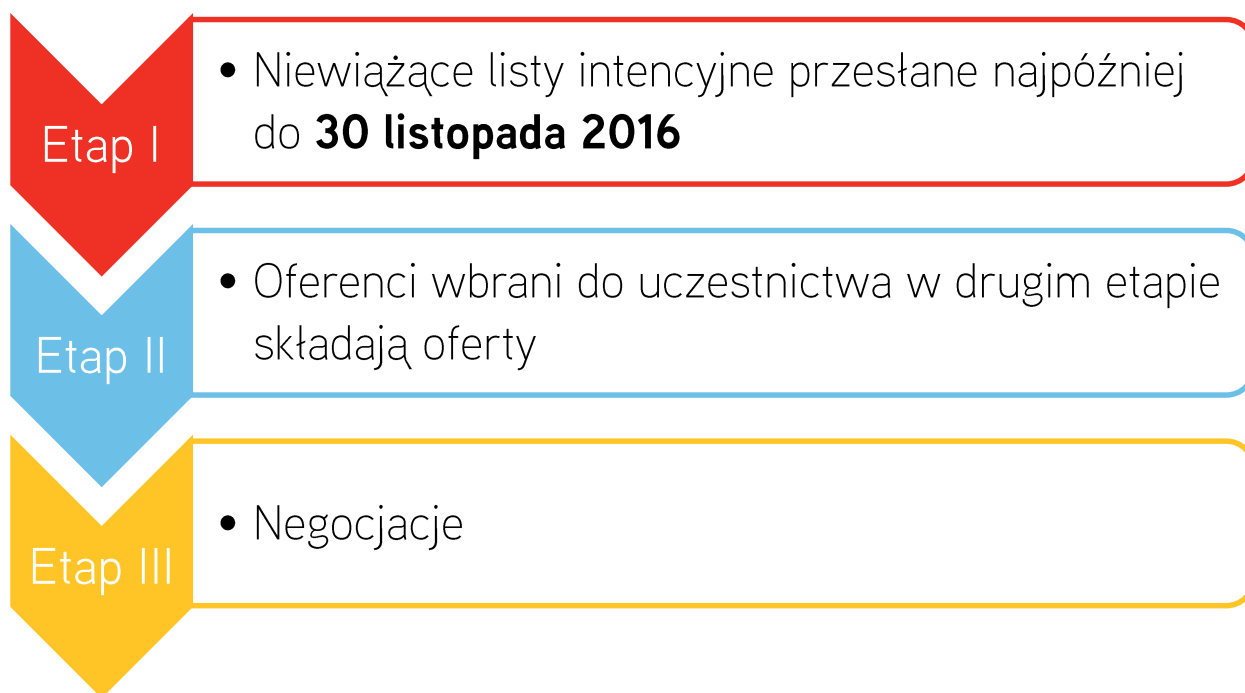 Etap I
• Niewiążące listy intencyjne przesłane najpóźniej
do 30 listopada 2016
Etap II
• Oferenci wbrani do uczestnictwa w drugim etapie
składają oferty
Etap III
• Negocjacje